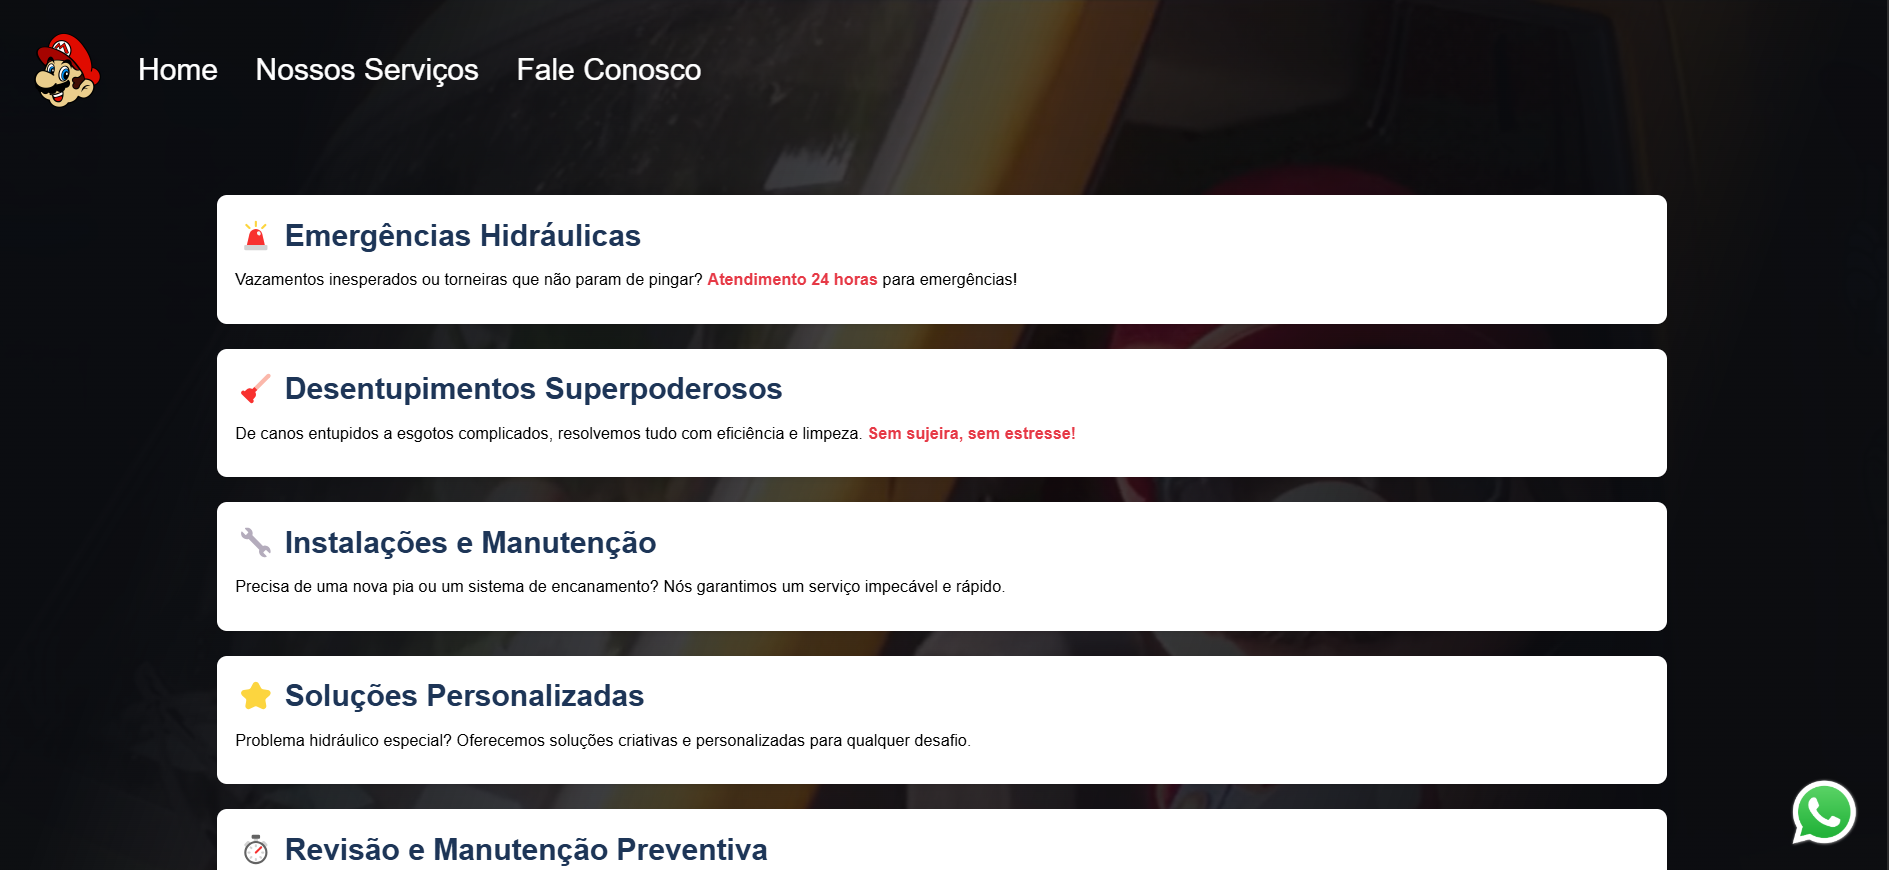 Home
Nossos Serviços
Fale Conosco
Emergências Hidráulicas
Vazamentos inesperados ou torneiras que não param de pingar? Atendimento 24 horas para emergências!
Desentupimentos Superpoderosos
De canos entupidos a esgotos complicados, resolvemos tudo com eficiência e limpeza. Sem sujeira, sem estresse!
Instalações e Manutenção
Precisa de uma nova pia ou um sistema de encanamento? Nós garantimos um serviço impecável e rápido.
Soluções Personalizadas
Problema hidráulico especial? Oferecemos soluções criativas e personalizadas para qualquer desafio.
Revisão e Manutenção Preventiva